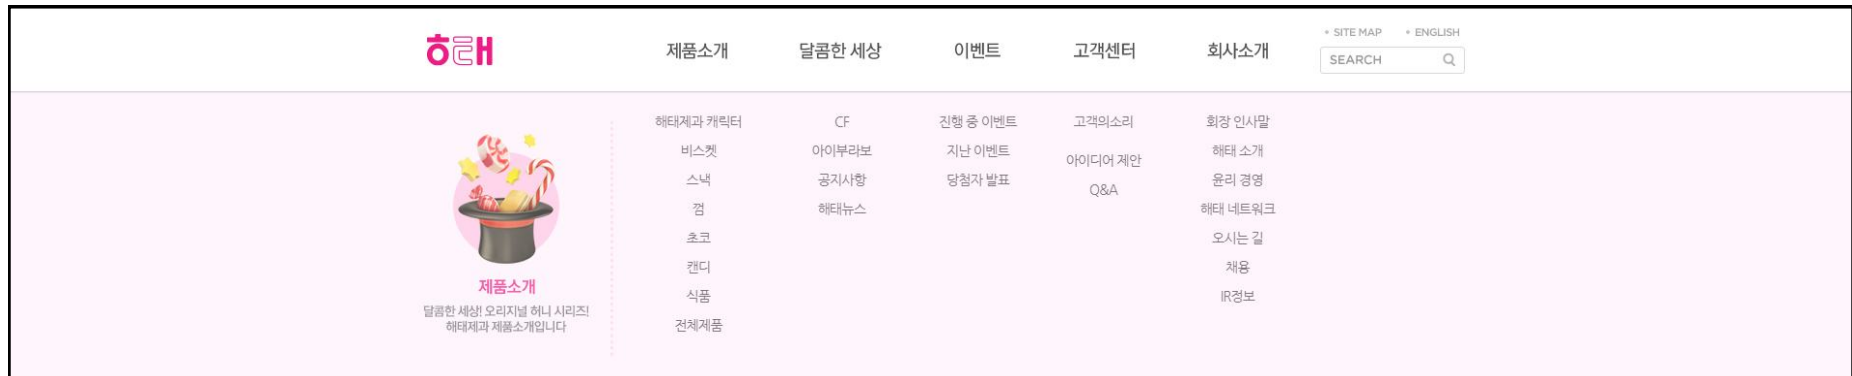 해태
제품소개
달콤한 세상
이벤트
고객센터
회사소개
SITE MAP
ENGLISH
SEARCH
제품소개
달콤한 세상! 오리지널 허니 시리즈!
해태제과 제품소개입니다
해태제과 캐릭터
비스켓
스낵
껌
초코
캔디
식품
전체제품
CF
아이부라보
공지사항
해태뉴스
진행 중 이벤트
지난 이벤트
당첨자 발표
고객의소리
아이디어 제안
Q&A
회장 인사말
해태 소개
윤리 경영
해태 네트워크
오시는 길
채용
IR정보